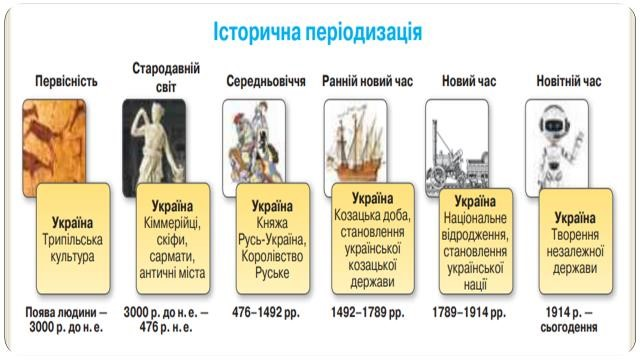 Історична періодизація
Первісність
Стародавній
світ
Середньовіччя
Ранній новий час
Новий час
Новітній час
Україна
Трипільська
культура
Україна
Кіммерійці,
скіфи,
сармати,
античні міста
Україна
Княжа
Русь-Україна,
Королівство
Руське
Україна
Козацька доба,
становлення
української
козацької
держави
Україна
Національне
відродження,
становлення
української
нації
Україна
Творення
незалежної
держави
Поява людини –
3000 р. до н. е.
3000 р. до н. е. –
476 р. н. е.
476–1492 рр.
1492–1789 рр.
1789–1914 рр.
1914 р. –
сьогодення